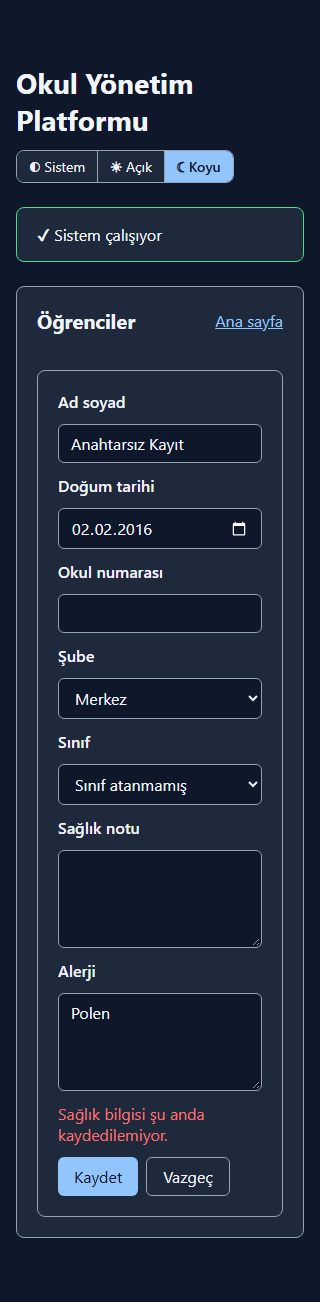 Okul Yönetim
Platformu
◐ Sistem ☀ Açık ☾ Koyu
✓ Sistem çalışıyor
Öğrenciler Ana sayfa
Ad soyad
Anahtarsız Kayıt
Doğum tarihi
02.02.2016
Okul numarası
Şube
Merkez
Sınıf
Sınıf atanmamış
Sağlık notu
Alerji
Polen
Sağlık bilgisi şu anda
kaydedilemiyor.
Kaydet Vazgeç